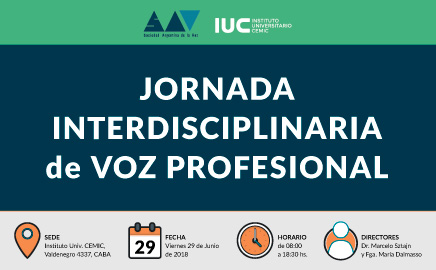 SAV
Sociedad Argentina de la Voz
IUC
INSTITUTO
UNIVERSITARIO
CEMIC
JORNADA
INTERDISCIPLINARIA
de VOZ PROFESIONAL
SEDE
Instituto Univ. CEMIC,
Valdenegro 4337, CABA
29
FECHA
Viernes 29 de Junio
de 2018
HORARIO
de 08:00
a 18:30 hs.
DIRECTORES
Dr. Marcelo Sztajn
y Fga. María Dalmasso